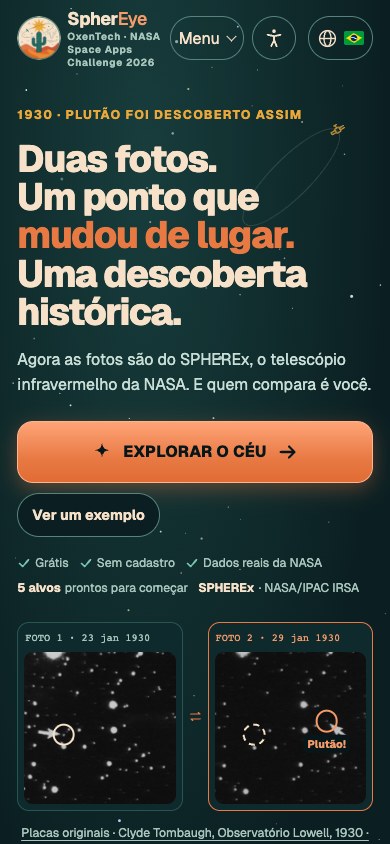 SpherEye
OxenTech · NASA
Space Apps
Challenge 2026
Menu
1930 · PLUTÃO FOI DESCOBERTO ASSIM
Duas fotos.
Um ponto que
mudou de lugar.
Uma descoberta
histórica.
Agora as fotos são do SPHEREx, o telescópio
infravermelho da NASA. E quem compara é você.
EXPLORAR O CÉU
Ver um exemplo
Grátis
Sem cadastro
Dados reais da NASA
5 alvos prontos para começar
SPHEREx · NASA/IPAC IRSA
FOTO 1 · 23 jan 1930
FOTO 2 · 29 jan 1930
Plutão!
Placas originais · Clyde Tombaugh, Observatório Lowell, 1930 ·